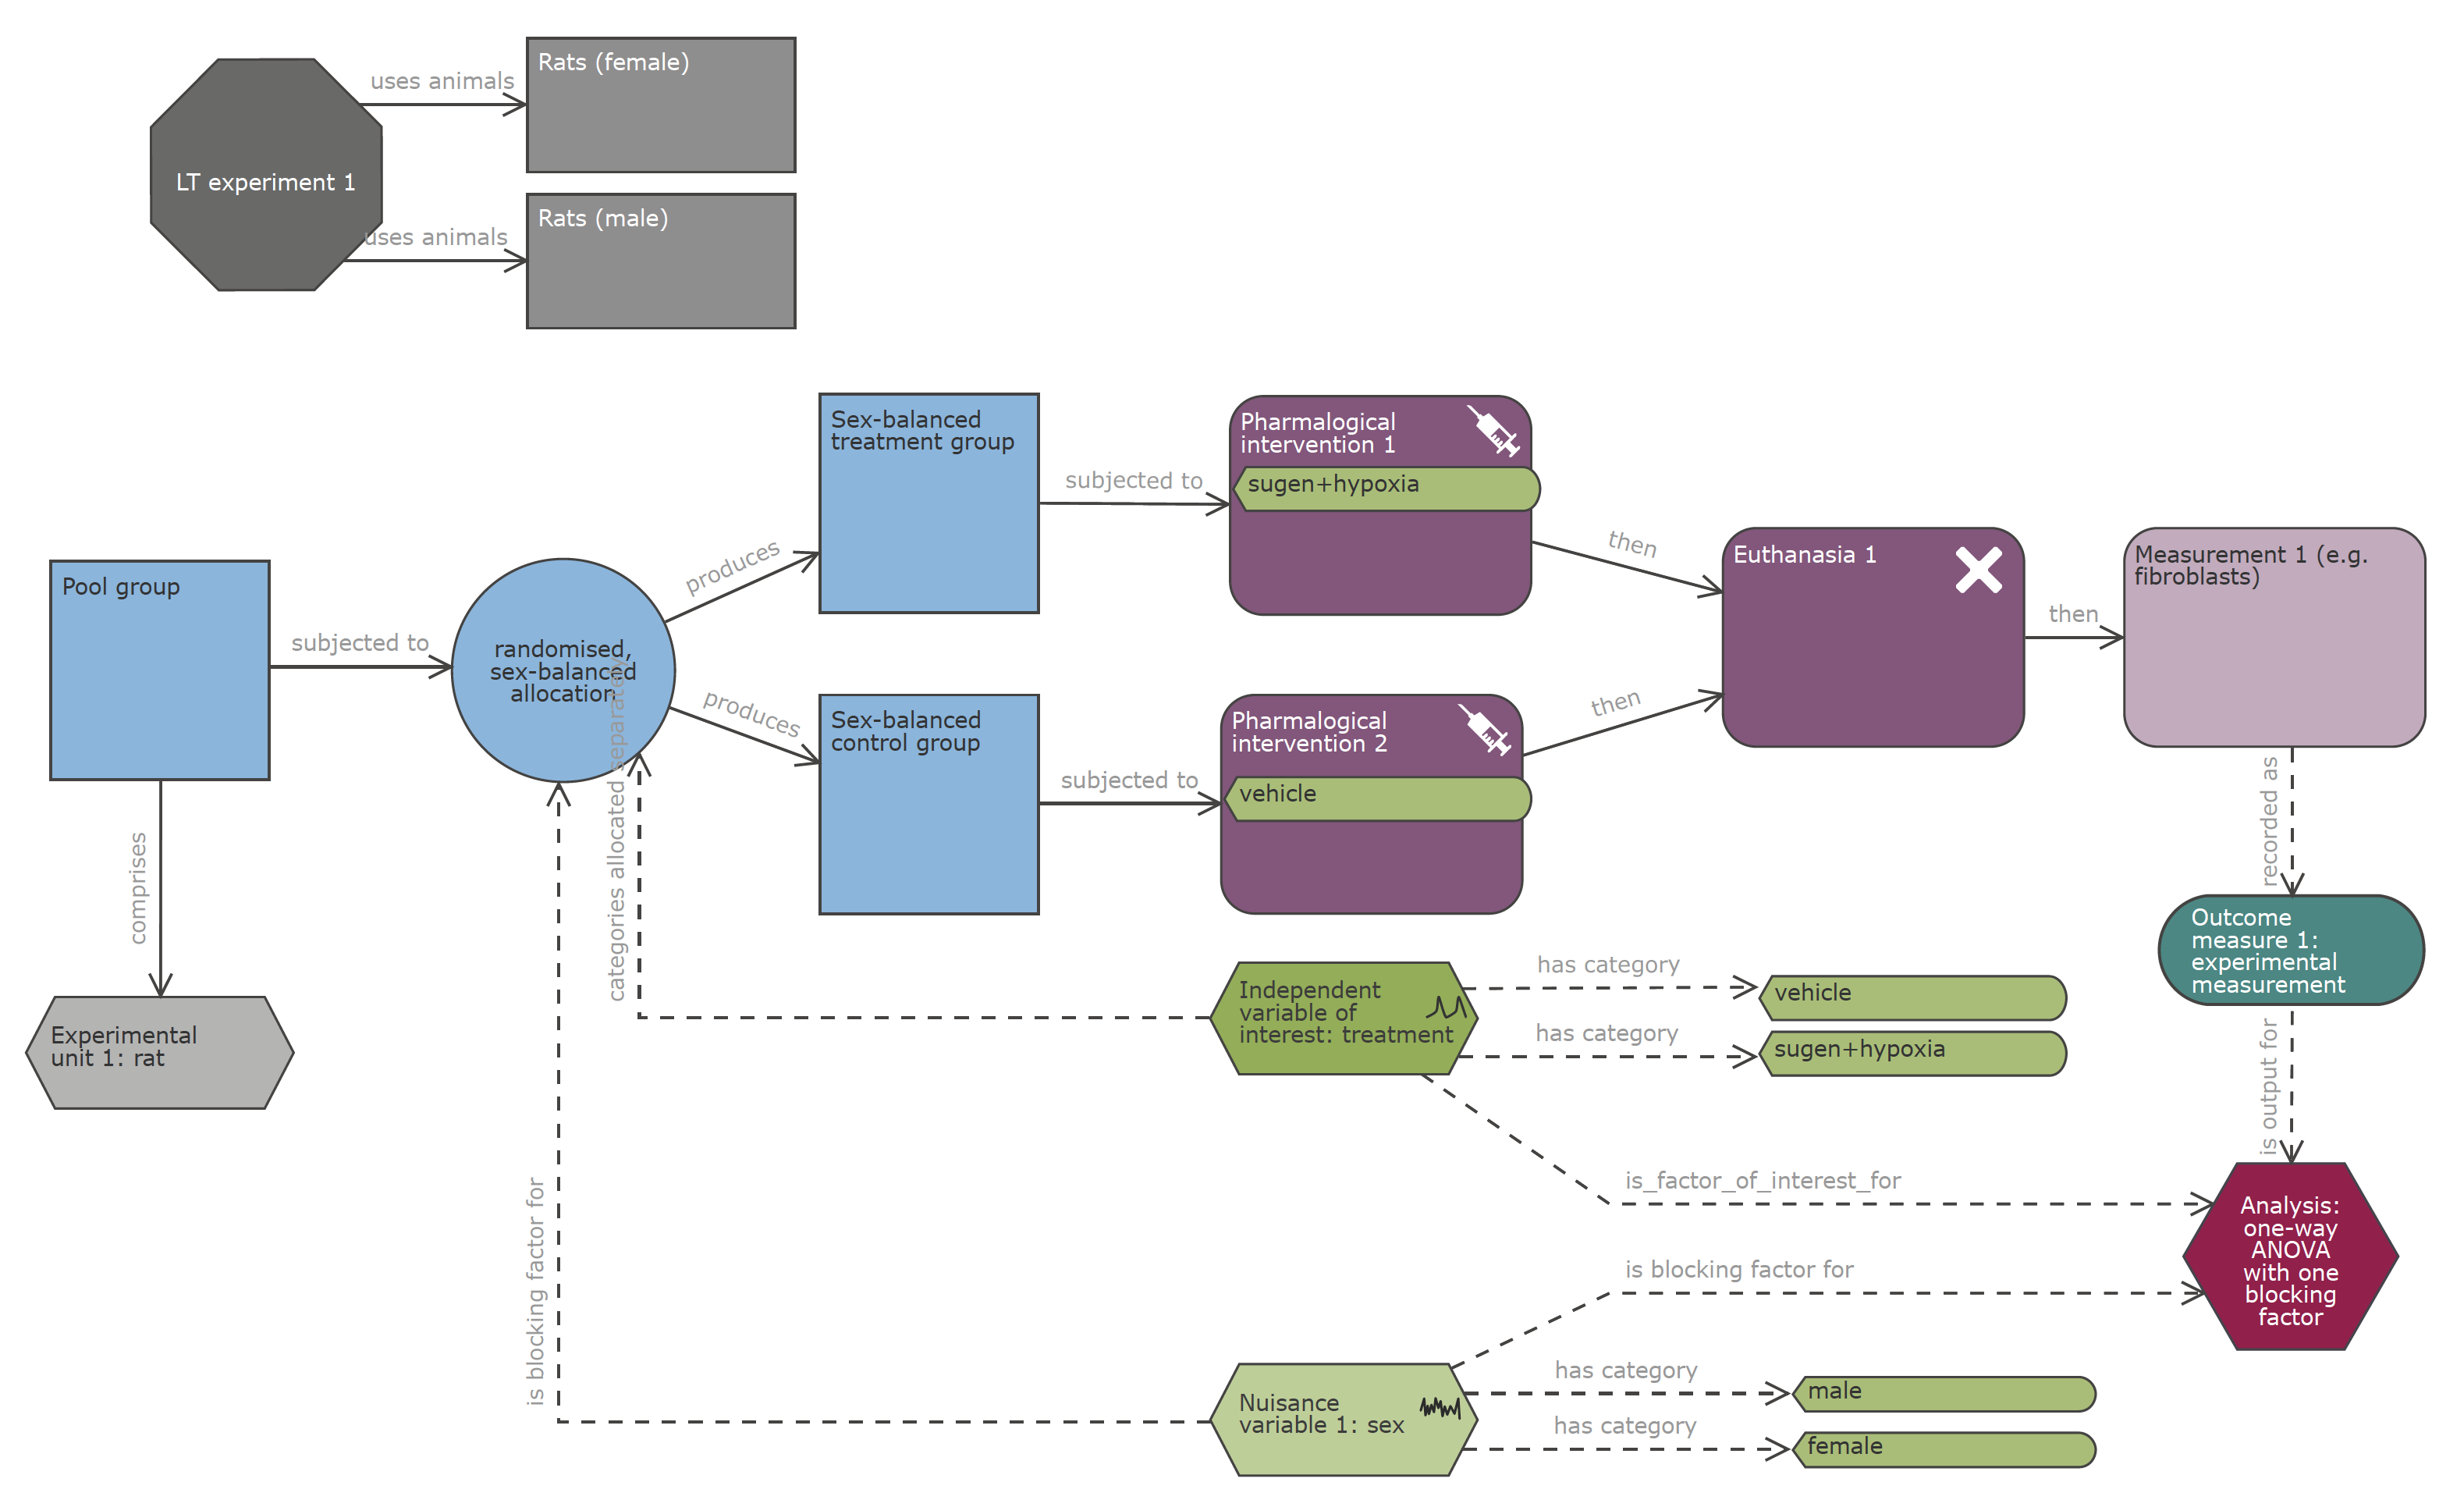 uses animals
Rats (female)
LT experiment 1
uses animals
Rats (male)
Pool group
subjected to
comprises
Experimental
unit 1: rat
randomised,
sex-balanced
allocation
produces
produces
categories allocated separately
is blocking factor for
Sex-balanced
treatment group
subjected to
Pharmalogical
intervention 1
sugen+hypoxia
then
Sex-balanced
control group
subjected to
Pharmalogical
intervention 2
vehicle
then
Euthanasia 1
then
Measurement 1 (e.g.
fibroblasts)
recorded as
Outcome
measure 1:
experimental
measurement
is output for
Independent
variable of
interest: treatment
has category
vehicle
has category
sugen+hypoxia
is_factor_of_interest_for
Analysis:
one-way
ANOVA
with one
blocking
factor
is blocking factor for
Nuisance
variable 1: sex
has category
male
has category
female